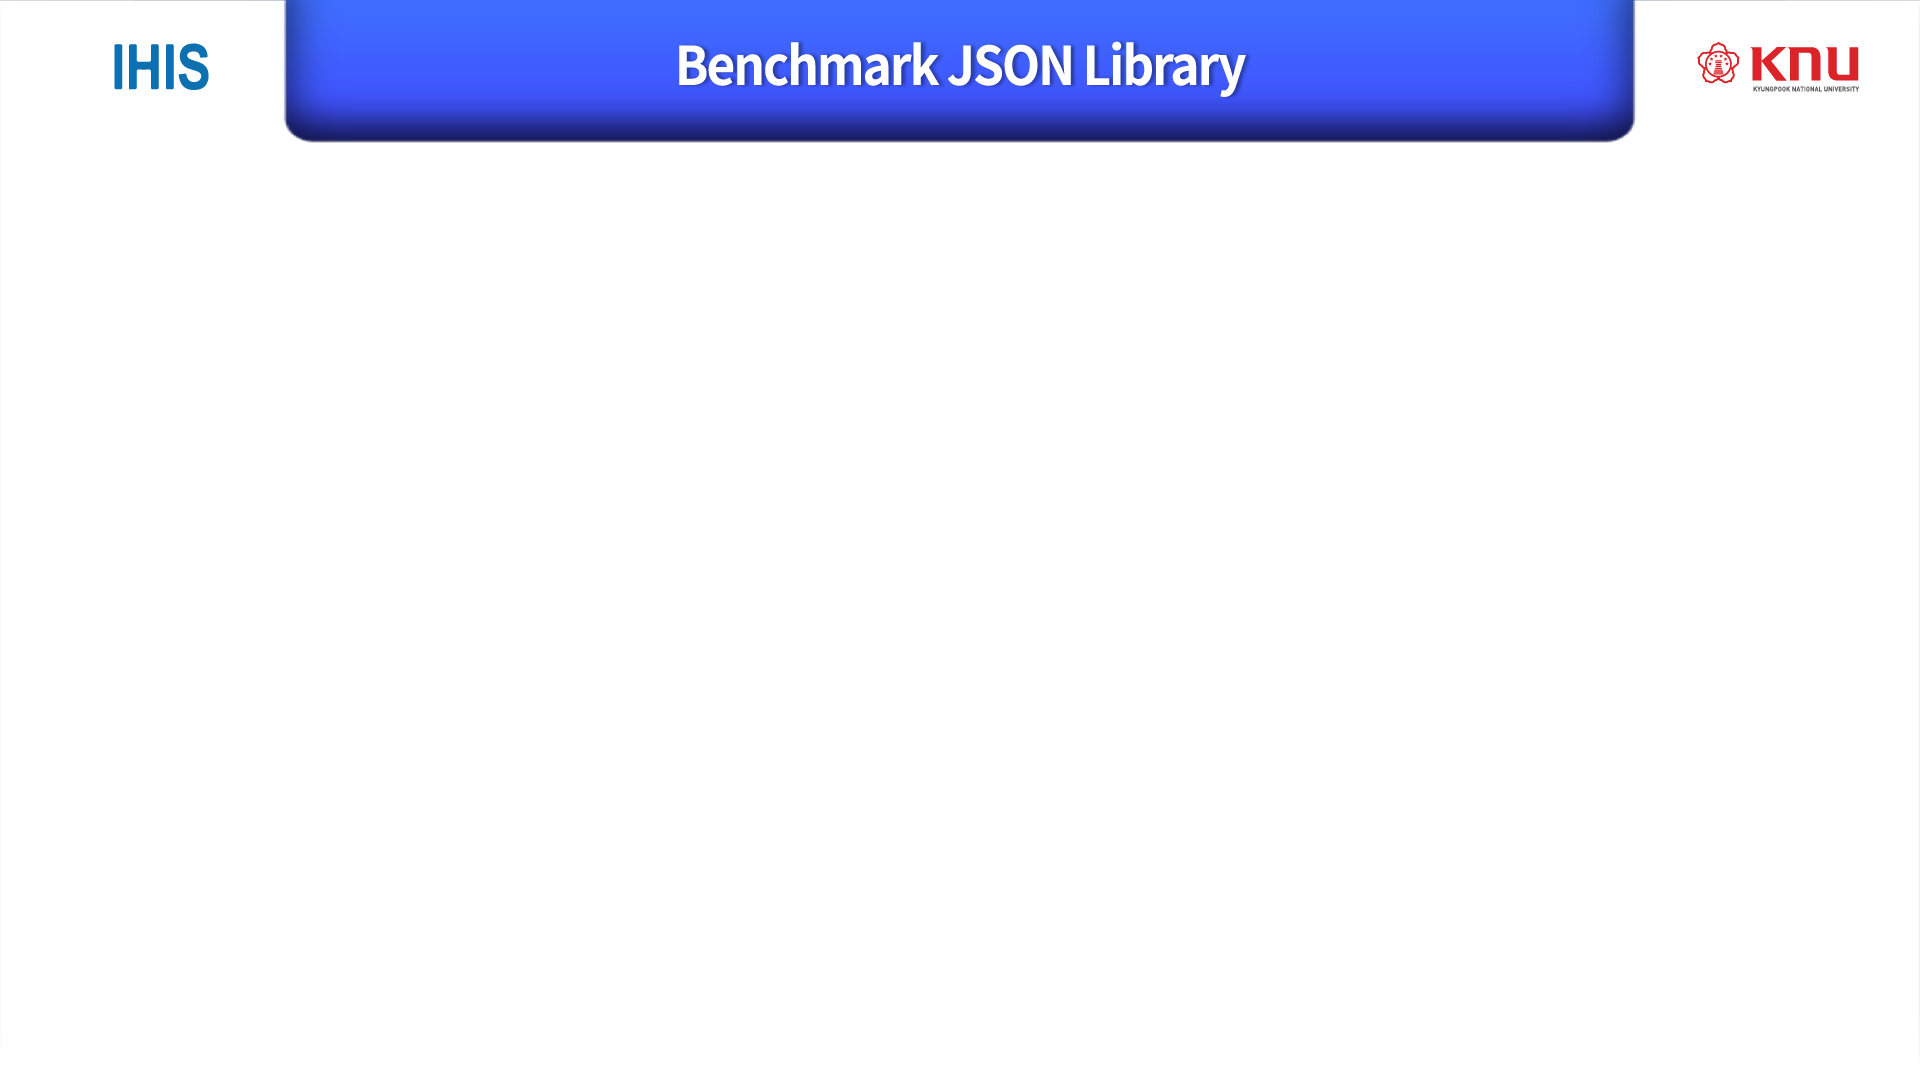 IHIS
Benchmark JSON Library
KNU
KYUNGPOOK NATIONAL UNIVERSITY